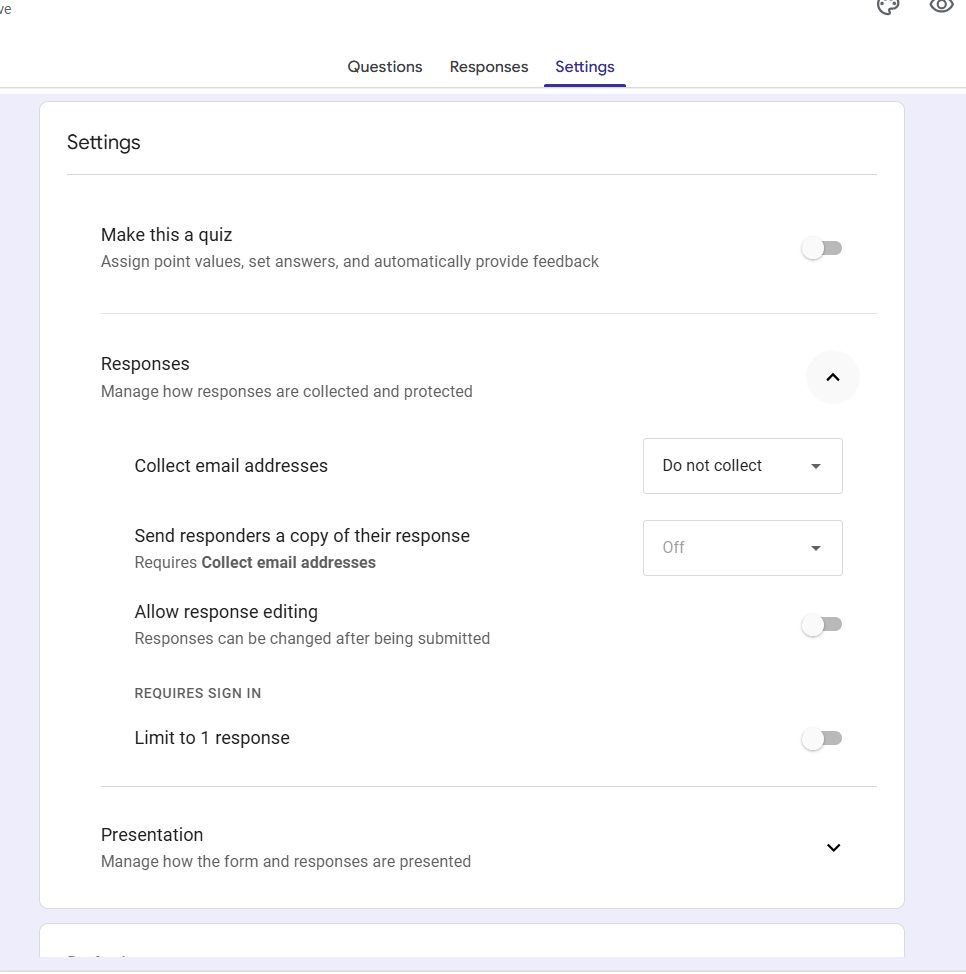 Questions Responses Settings
Settings
Make this a quiz
Assign point values, set answers, and automatically provide feedback
Responses
Manage how responses are collected and protected
Collect email addresses Do not collect
Send responders a copy of their response Off
Requires Collect email addresses
Allow response editing
Responses can be changed after being submitted
REQUIRES SIGN IN
Limit to 1 response
Presentation
Manage how the form and responses are presented